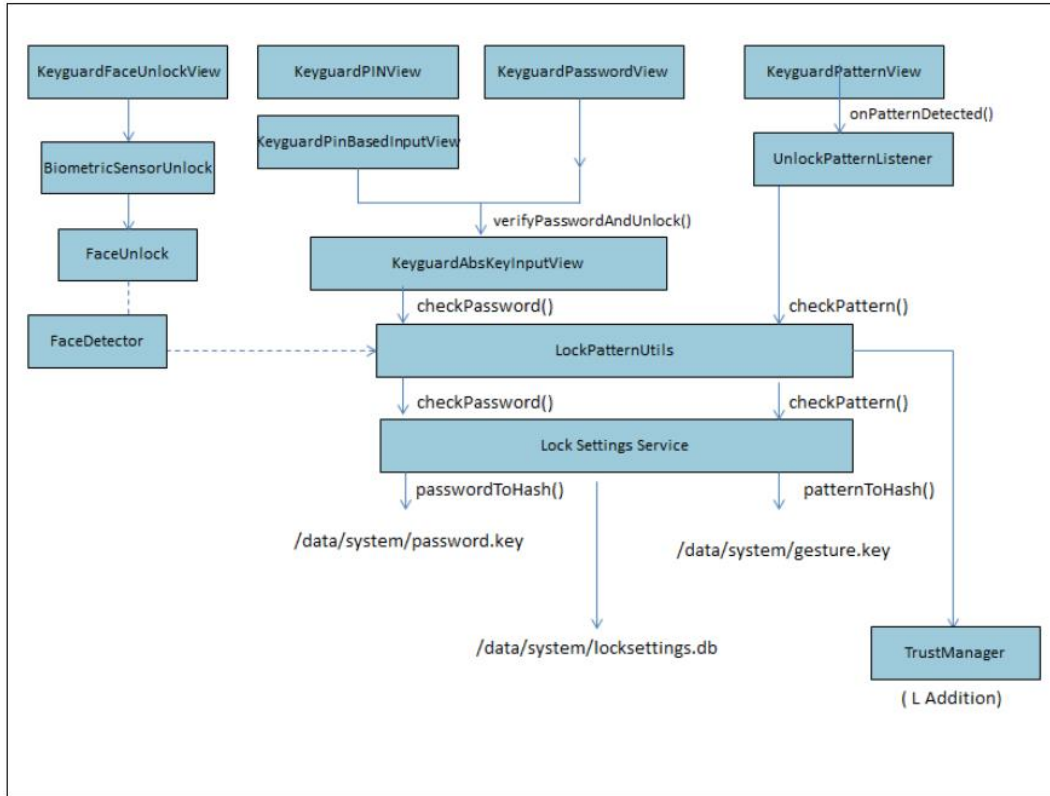 KeyguardFaceUnlockView
KeyguardPINView
KeyguardPasswordView
KeyguardPatternView
onPatternDetected()
KeyguardPinBasedInputView
BiometricSensorUnlock
UnlockPatternListener
verifyPasswordAndUnlock()
FaceUnlock
KeyguardAbsKeyInputView
checkPassword()
checkPattern()
FaceDetector
LockPatternUtils
checkPassword()
checkPattern()
Lock Settings Service
passwordToHash()
patternToHash()
/data/system/password.key
/data/system/gesture.key
/data/system/locksettings.db
TrustManager
( L Addition)